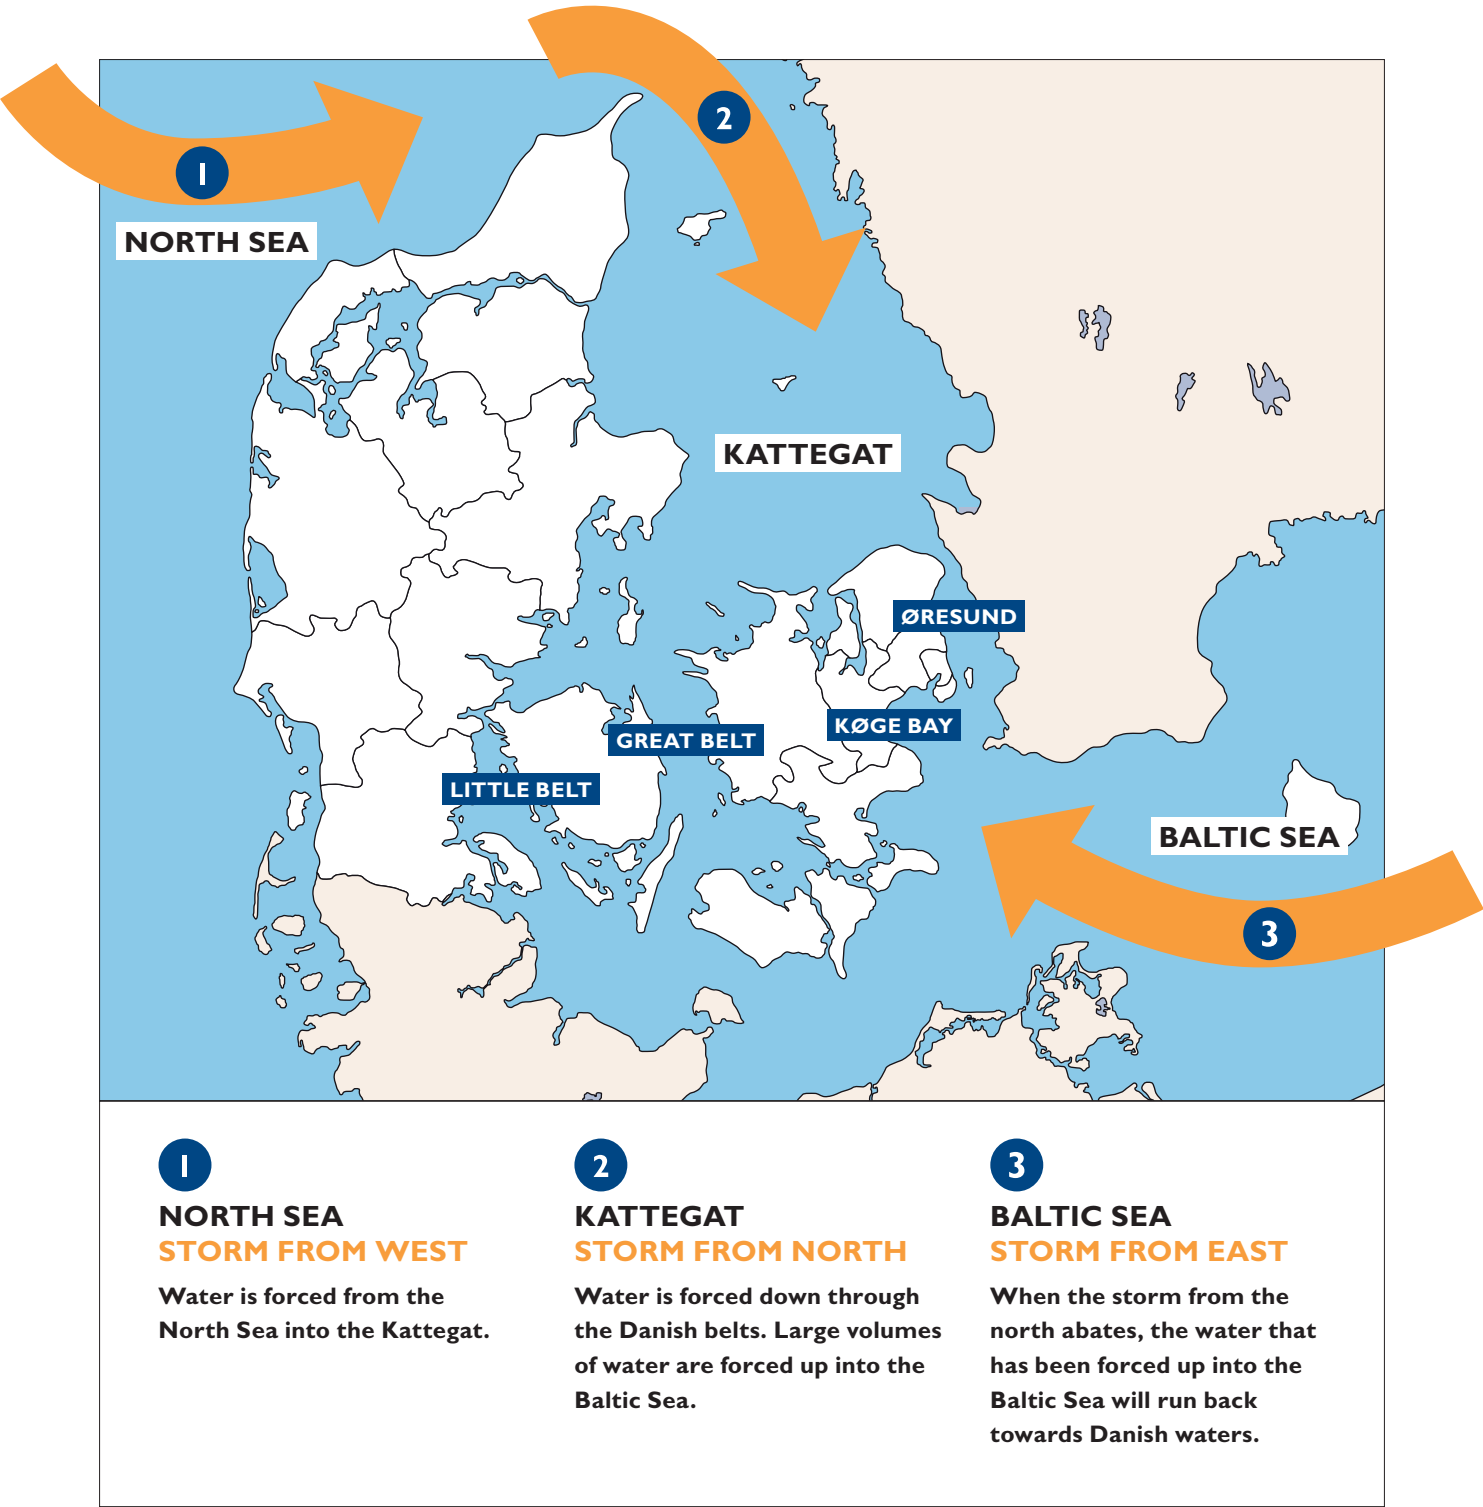 2
1
NORTH SEA
KATTEGAT
ØRESUND
KØGE BAY
GREAT BELT
LITTLE BELT
BALTIC SEA
3
1
NORTH SEA
STORM FROM WEST
Water is forced from the
North Sea into the Kattegat.
2
KATTEGAT
STORM FROM NORTH
Water is forced down through
the Danish belts. Large volumes
of water are forced up into the
Baltic Sea.
3
BALTIC SEA
STORM FROM EAST
When the storm from the
north abates, the water that
has been forced up into the
Baltic Sea will run back
towards Danish waters.